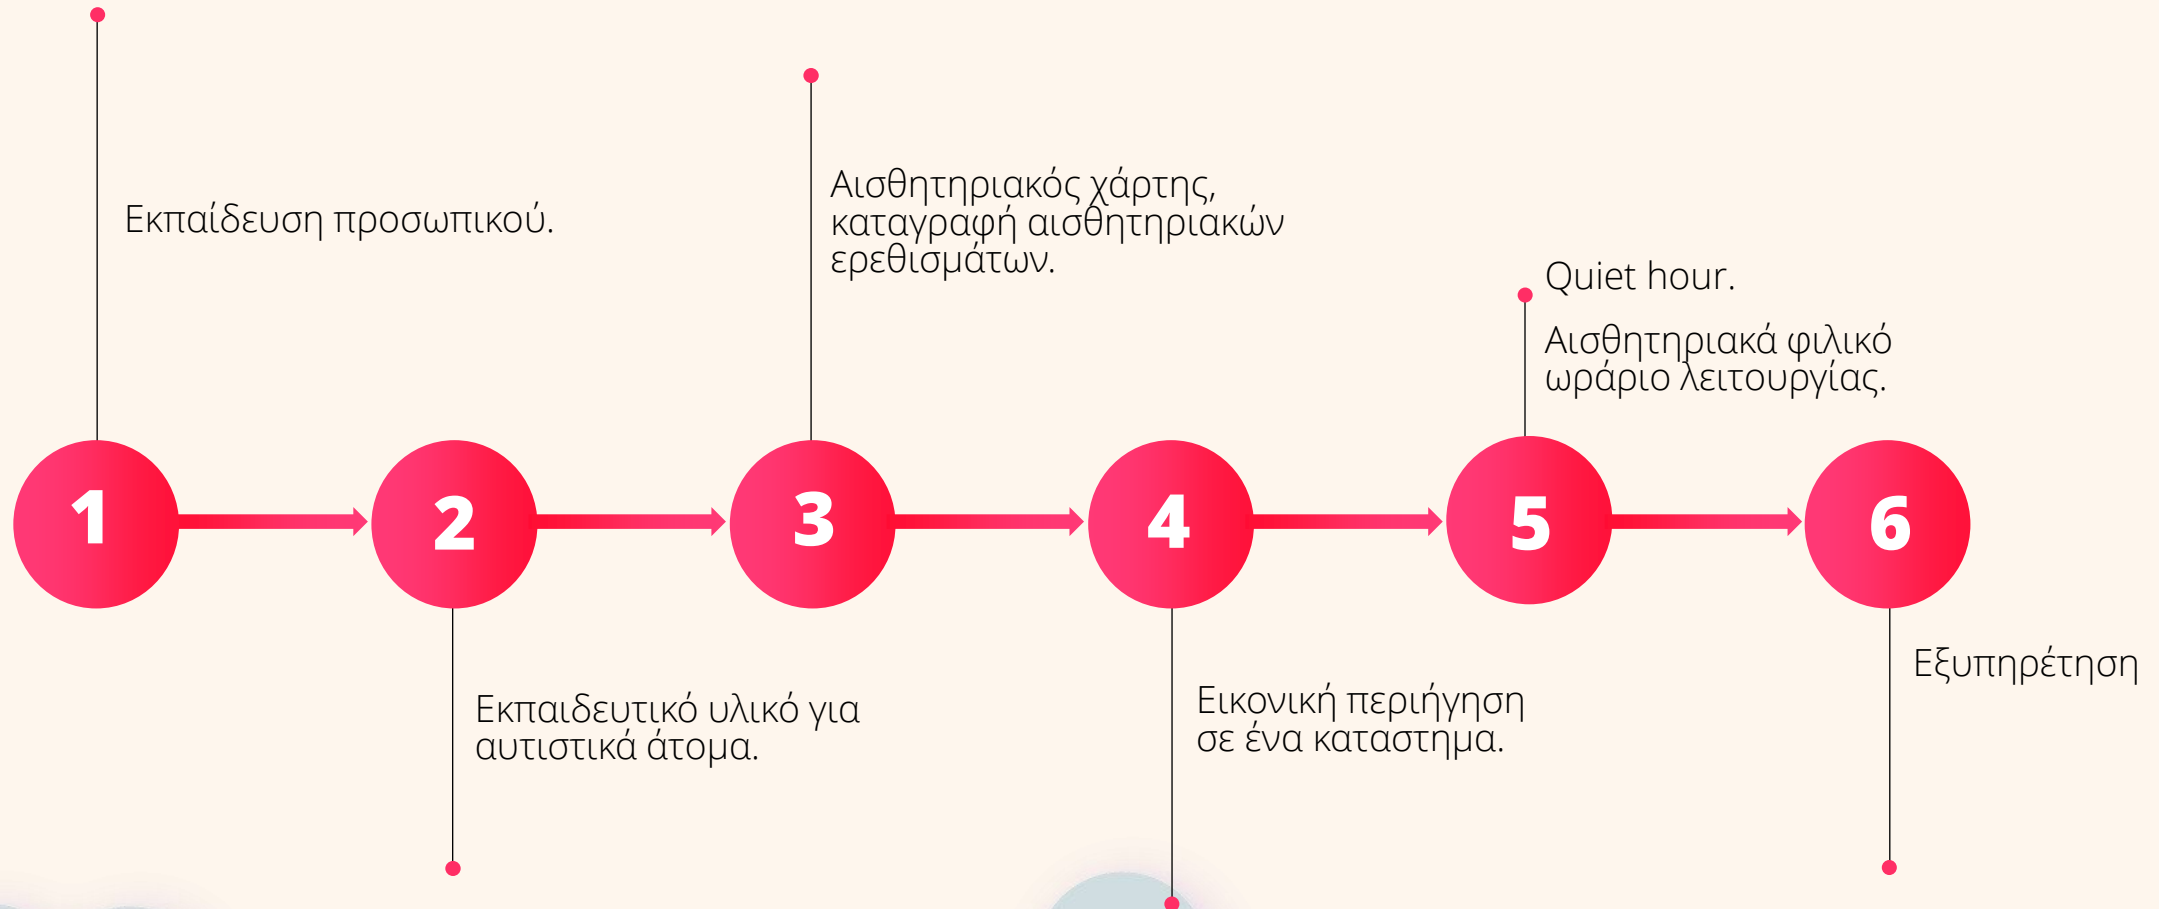 1
Εκπαίδευση προσωπικού.
2
Εκπαιδευτικό υλικό για
αυτιστικά άτομα.
3
Αισθητηριακός χάρτης,
καταγραφή αισθητηριακών
ερεθισμάτων.
4
Εικονική περιήγηση
σε ένα καταστημα.
5
Quiet hour.
Αισθητηριακά φιλικό
ωράριο λειτουργίας.
6
Εξυπηρέτηση